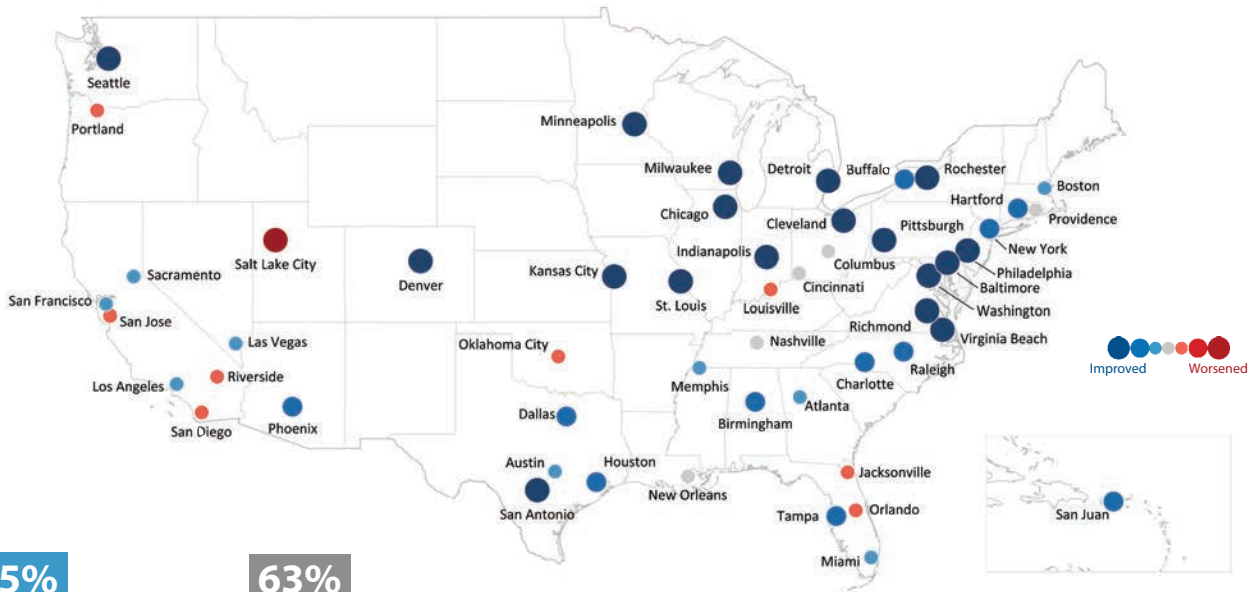 Seattle
Portland
Minneapolis
Milwaukee
Detroit
Buffalo
Rochester
Boston
Hartford
Providence
Chicago
Cleveland
Pittsburgh
New York
Salt Lake City
Indianapolis
Columbus
Philadelphia
Sacramento
Denver
Kansas City
Cincinnati
Baltimore
San Francisco
St. Louis
Louisville
Washington
San Jose
Richmond
Virginia Beach
Las Vegas
Oklahoma City
Nashville
Raleigh
Improved
Worsened
Los Angeles
Riverside
Memphis
Charlotte
Atlanta
San Diego
Phoenix
Dallas
Birmingham
Austin
Houston
New Orleans
Jacksonville
San Antonio
Tampa
Orlando
San Juan
Miami
5%
63%